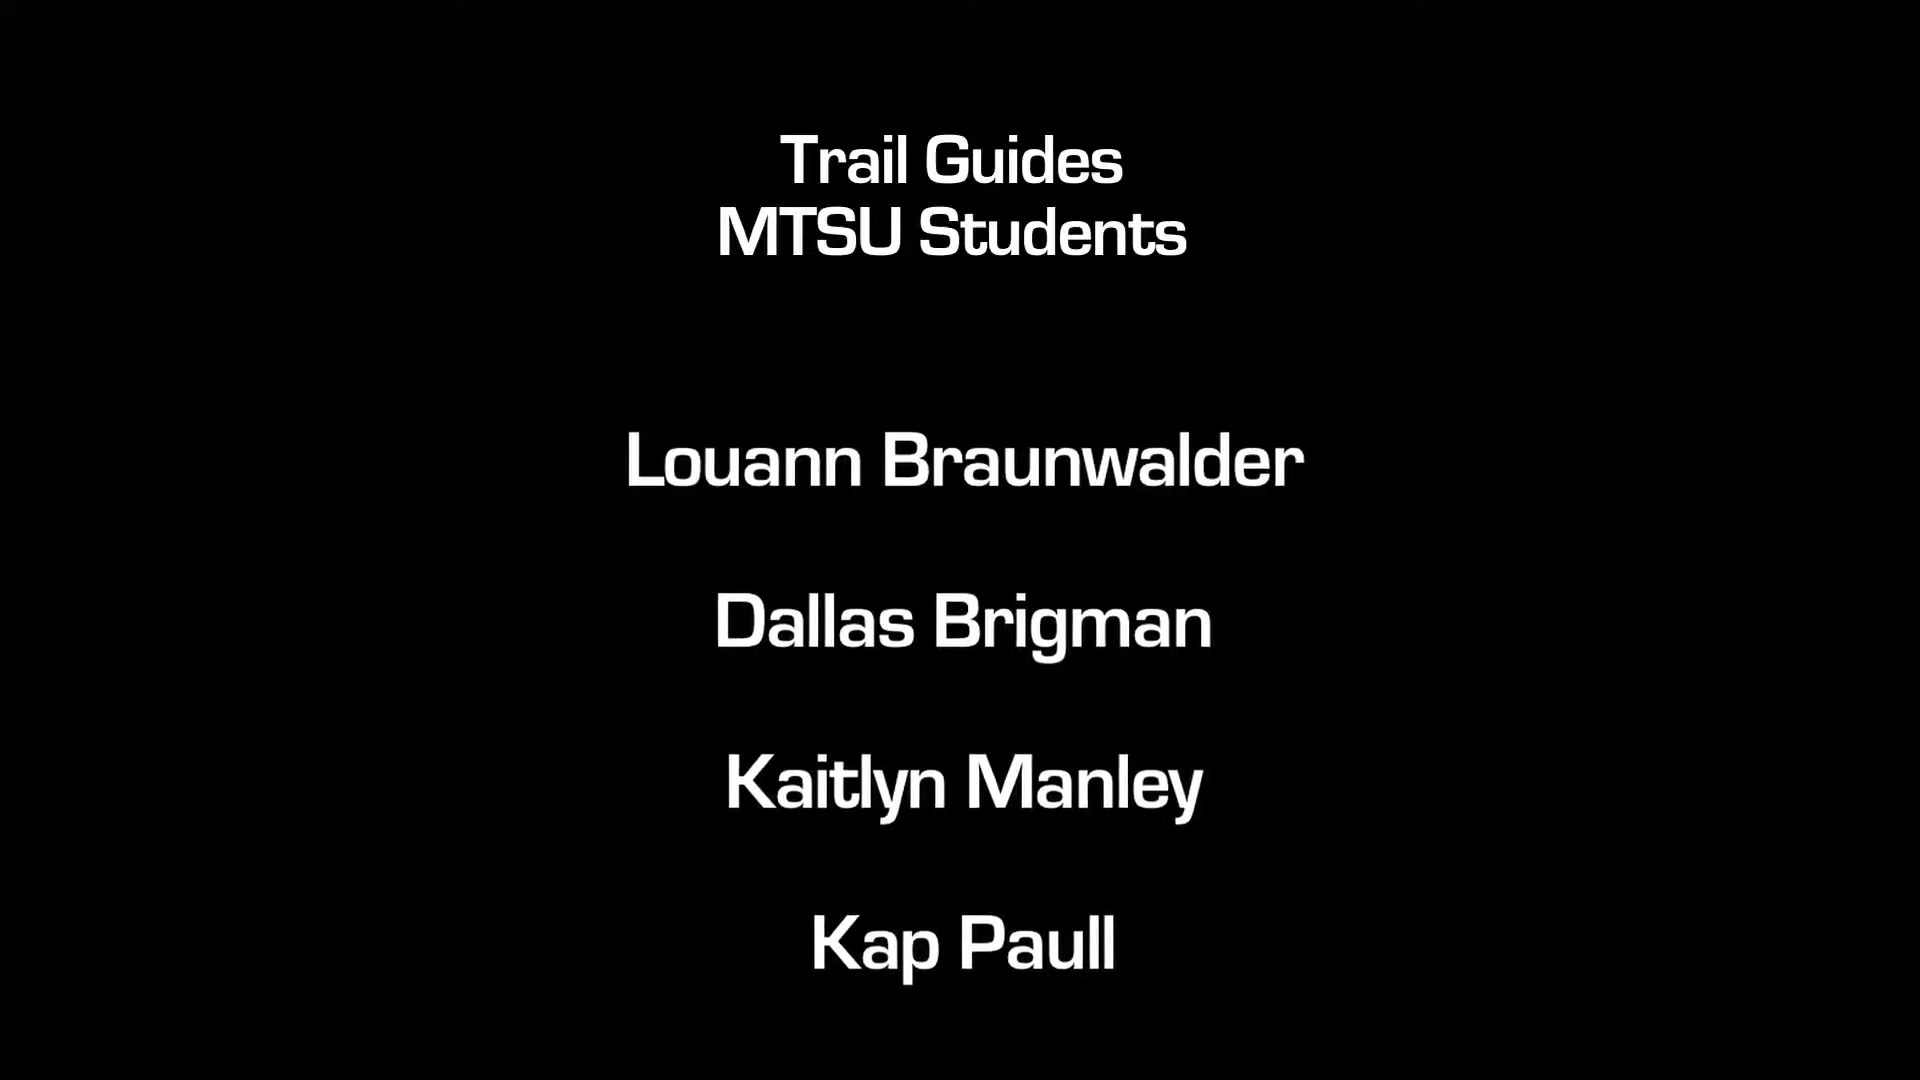 Trail Guides
MTSU Students
Louann Braunwalder
Dallas Brigman
Kaitlyn Manley
Kap Paull